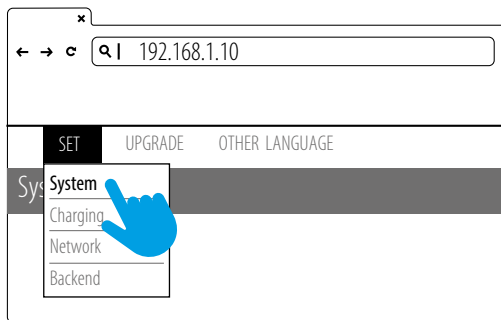 192.168.1.10
SET UPGRADE OTHER LANGUAGE
Sys
System
Charging
Network
Backend